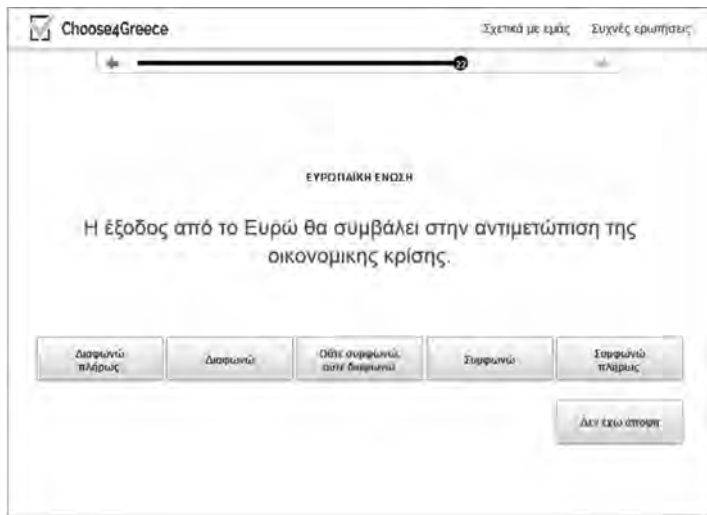 Choose4Greece
Σχετικά με εμάς Συχνές ερωτήσεις
22
ΕΥΡΩΠΑΪΚΗ ΕΝΩΣΗ
Η έξοδος από το Ευρώ θα συμβάλει στην αντιμετώπιση της
οικονομικης κρίσης.
Διαφωνώ
πλήρως
Διαφωνώ
Ούτε συμφωνώ,
ούτε διαφωνώ
Συμφωνώ
Συμφωνώ
πλήρως
Δεν έχω άποψη